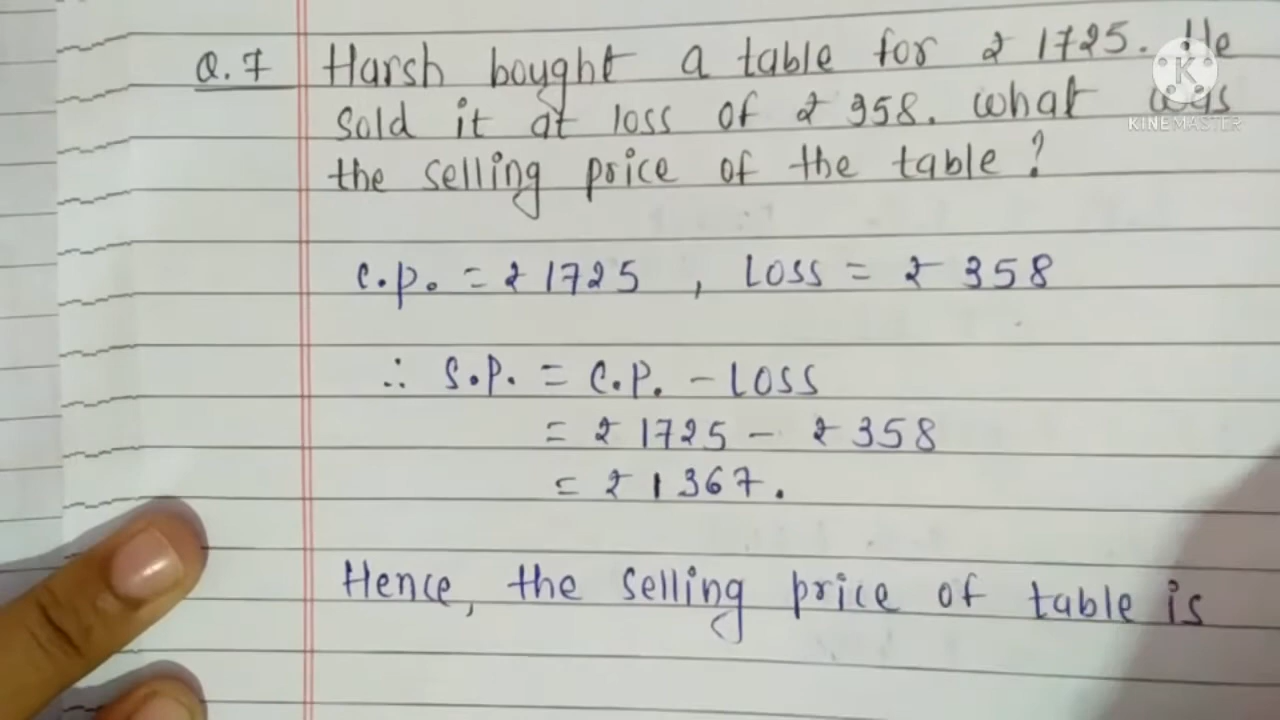 Q.7 Harsh bought a table for ₹ 1725. He
sold it at loss of ₹ 358. What was
the selling price of the table?
C.P. = ₹ 1725 , Loss = ₹ 358
∴ S.P. = C.P. - Loss
= ₹ 1725 - ₹ 358
= ₹ 1367.
Hence, the selling price of table is
K
KINEMASTER